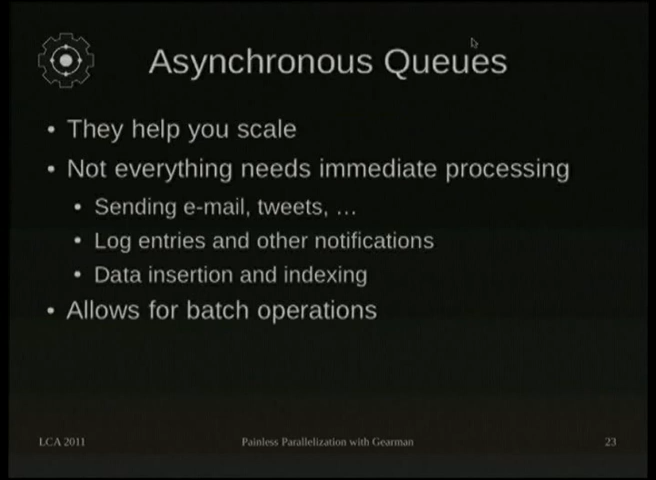 Asynchronous Queues
• They help you scale
• Not everything needs immediate processing
• Sending e-mail, tweets, …
• Log entries and other notifications
• Data insertion and indexing
• Allows for batch operations
LCA 2011
Painless Parallelization with Gearman
23